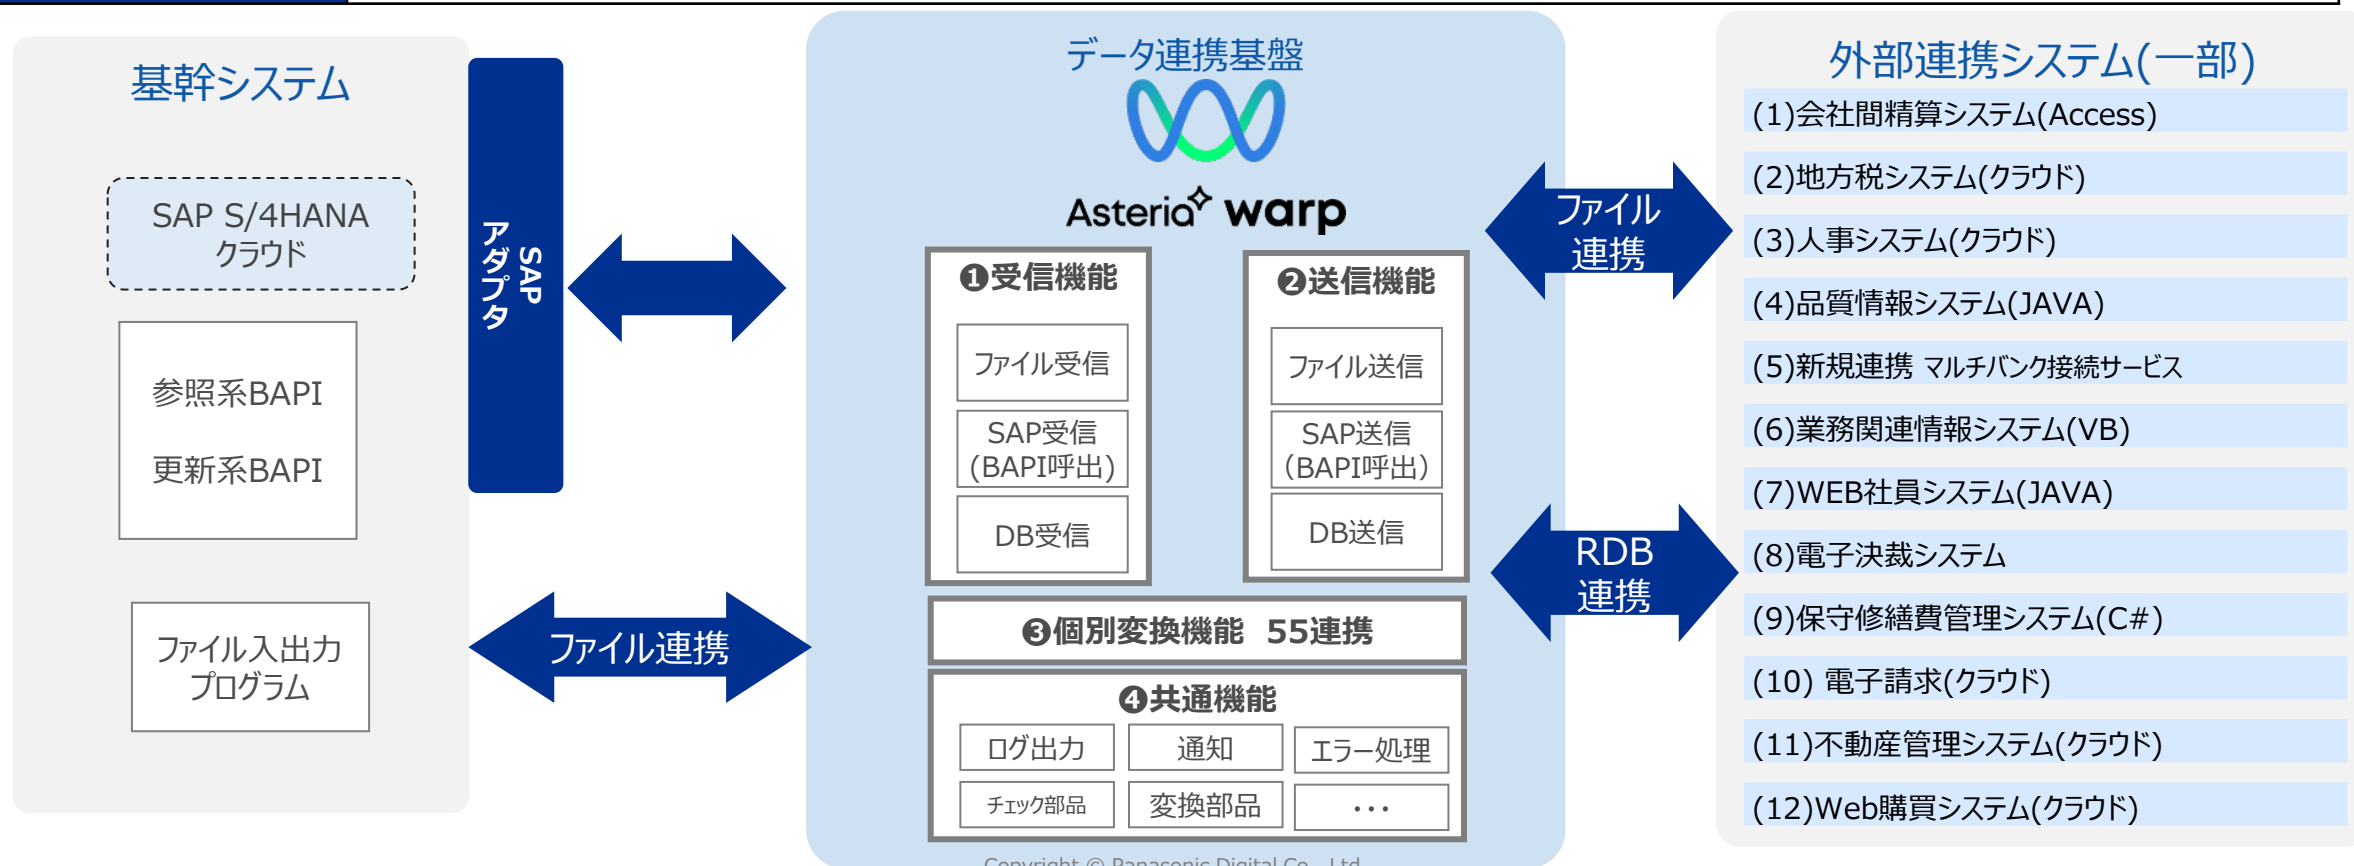 基幹システム
SAP S/4HANA
クラウド
参照系BAPI
更新系BAPI
ファイル入出力
プログラム
SAP
アダプタ
ファイル連携
データ連携基盤
Asteria warp
❶受信機能
ファイル受信
SAP受信
(BAPI呼出)
DB受信
❷送信機能
ファイル送信
SAP送信
（BAPI呼出）
DB送信
❸個別変換機能 55連携
❹共通機能
ログ出力
通知
エラー処理
チェック部品
変換部品
・・・
Copyright © Panasonic Digital Co., Ltd.
ファイル
連携
RDB
連携
外部連携システム(一部)
(1)会社間精算システム(Access)
(2)地方税システム(クラウド)
(3)人事システム(クラウド)
(4)品質情報システム(JAVA)
(5)新規連携 マルチバンク接続サービス
(6)業務関連情報システム(VB)
(7)WEB社員システム(JAVA)
(8)電子決裁システム
(9)保守修繕費管理システム(C#)
(10) 電子請求(クラウド)
(11)不動産管理システム(クラウド)
(12)Web購買システム(クラウド)